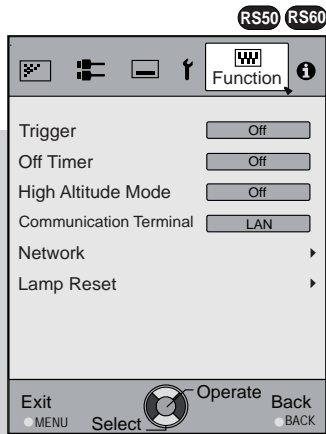 RS50 RS60
Function
Trigger Off
Off Timer Off
High Altitude Mode Off
Communication Terminal LAN
Network
Lamp Reset
Exit Operate Back
MENU Select BACK